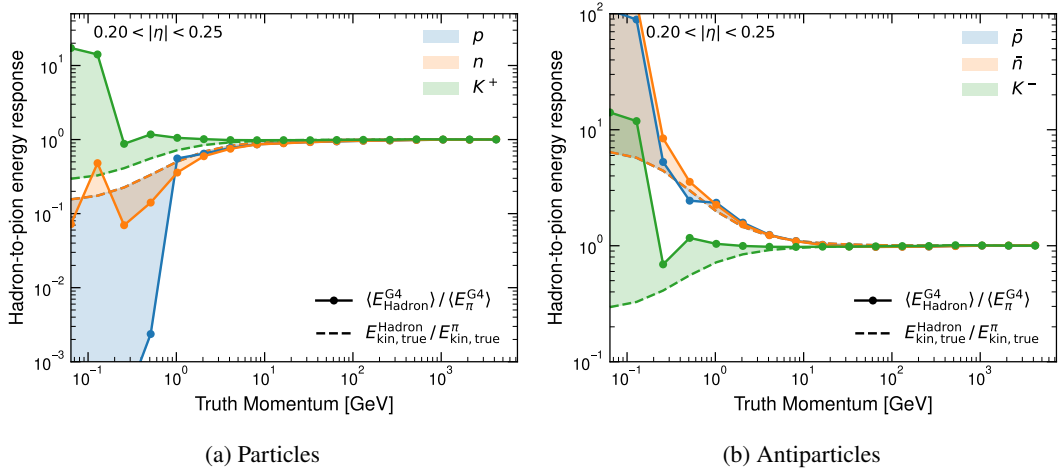 0.20 < |η| < 0.25
p
n
K⁺
⟨E^G4_Hadron⟩ / ⟨E^G4_π⟩
E^Hadron_kin, true / E^π_kin, true
Hadron-to-pion energy response
10¹
10⁰
10⁻¹
10⁻²
10⁻³
10⁻¹ 10⁰ 10¹ 10² 10³
Truth Momentum [GeV]
(a) Particles
0.20 < |η| < 0.25
p̄
n̄
K⁻
⟨E^G4_Hadron⟩ / ⟨E^G4_π⟩
E^Hadron_kin, true / E^π_kin, true
Hadron-to-pion energy response
10²
10¹
10⁰
10⁻¹
10⁻¹ 10⁰ 10¹ 10² 10³
Truth Momentum [GeV]
(b) Antiparticles